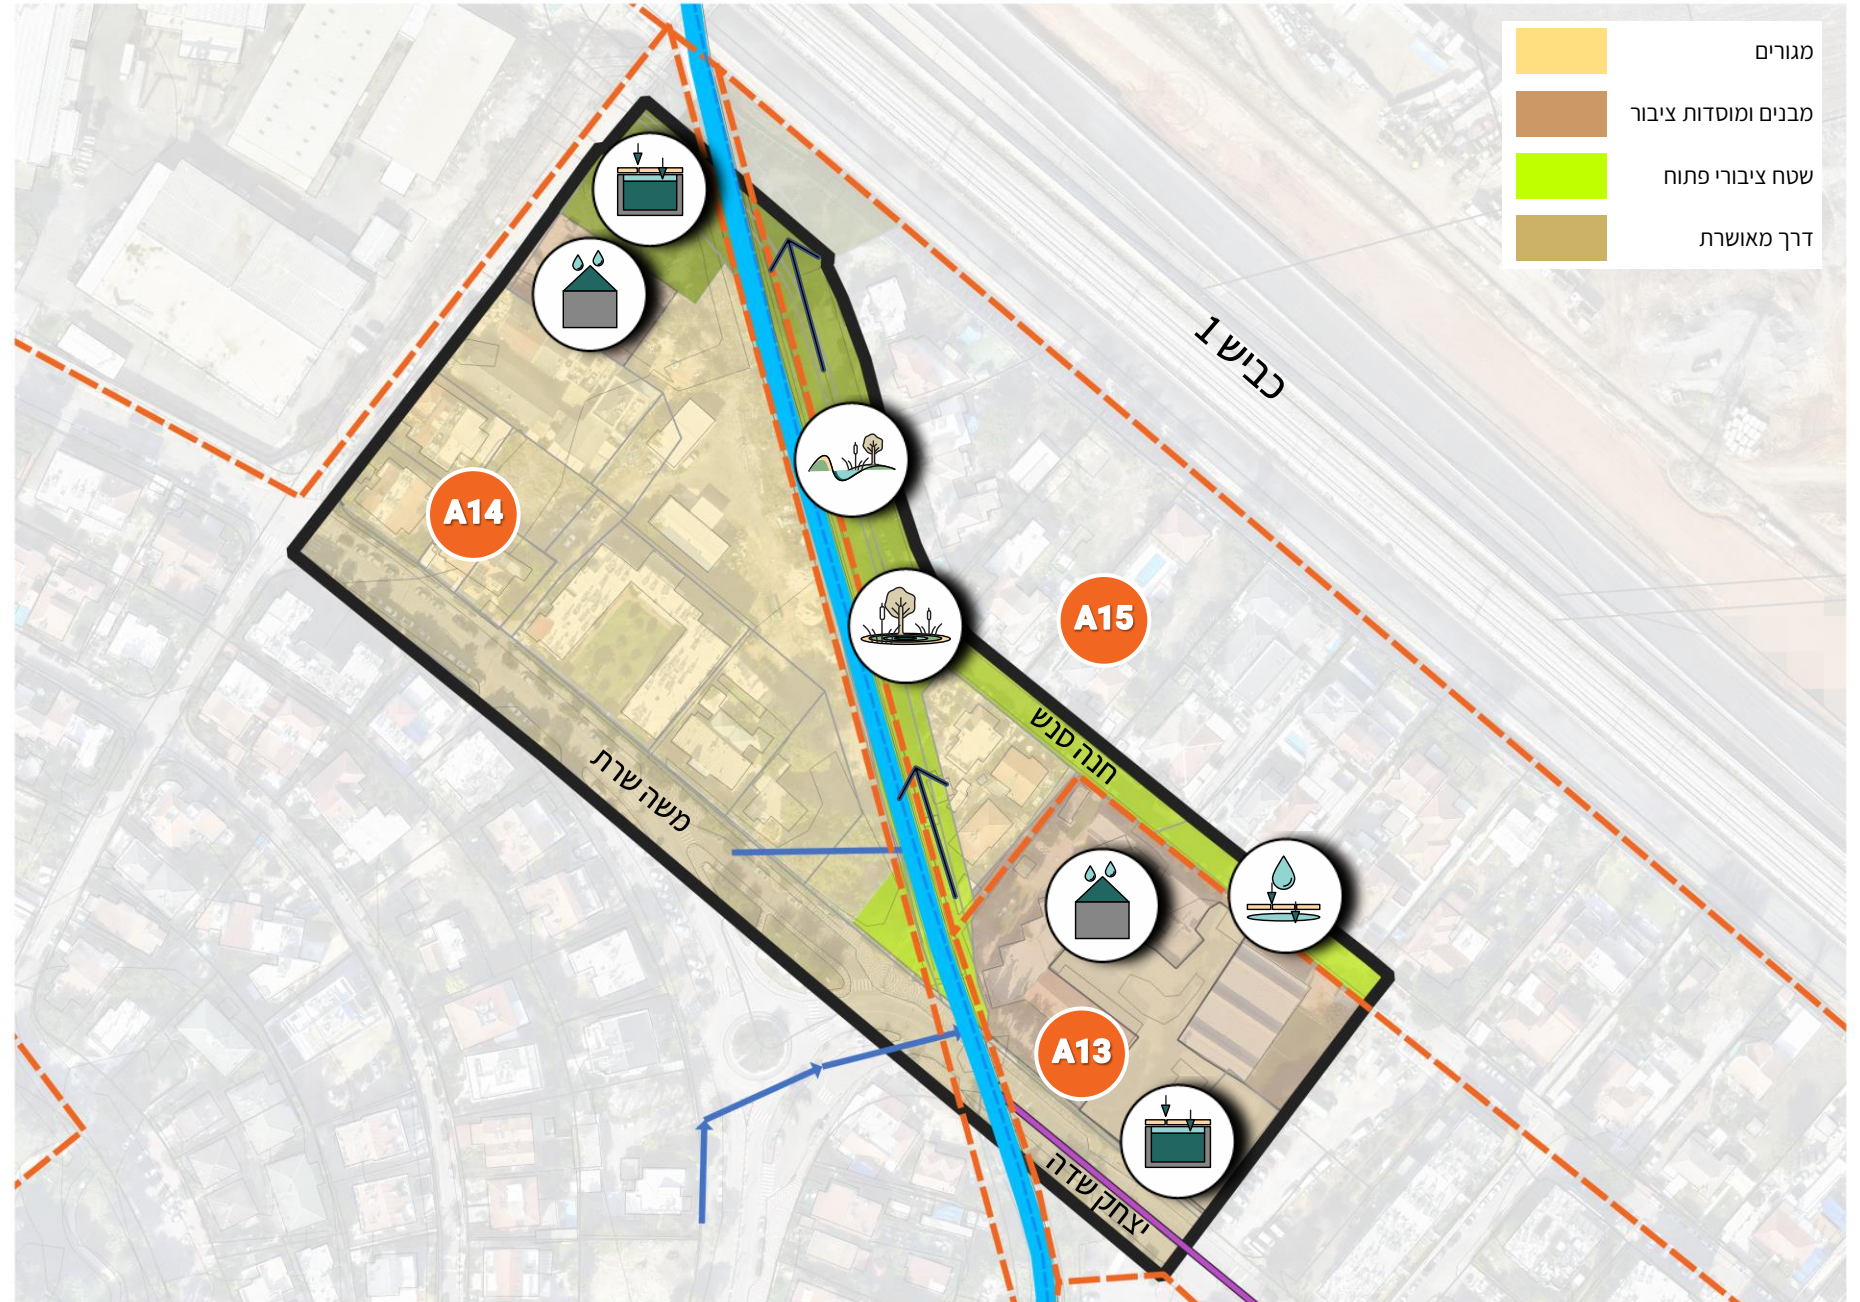 מגורים
מבנים ומוסדות ציבור
שטח ציבורי פתוח
דרך מאושרת
כביש 1
A14
A15
חנה סנש
משה שרת
A13
יצחק שדה